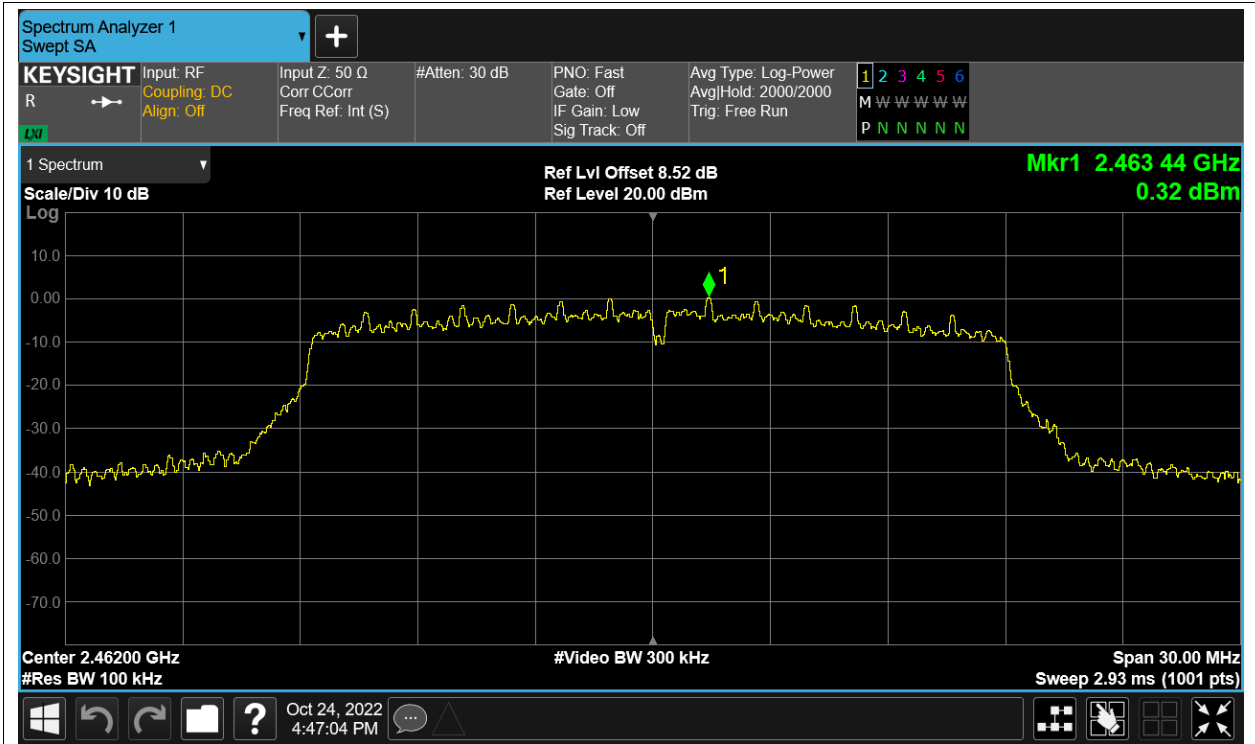 Spectrum Analyzer 1
Swept SA
+
KEYSIGHT
R
LXI
Input: RF
Coupling: DC
Align: Off
Input Z: 50 Ω
Corr CCorr
Freq Ref: Int (S)
#Atten: 30 dB
PNO: Fast
Gate: Off
IF Gain: Low
Sig Track: Off
Avg Type: Log-Power
Avg|Hold: 2000/2000
Trig: Free Run
1 2 3 4 5 6
M W W W W W
P N N N N N
1 Spectrum
Scale/Div 10 dB
Log
Ref Lvl Offset 8.52 dB
Ref Level 20.00 dBm
Mkr1 2.463 44 GHz
0.32 dBm
1
10.0
0.00
-10.0
-20.0
-30.0
-40.0
-50.0
-60.0
-70.0
Center 2.46200 GHz
#Res BW 100 kHz
#Video BW 300 kHz
Span 30.00 MHz
Sweep 2.93 ms (1001 pts)
?
Oct 24, 2022
4:47:04 PM